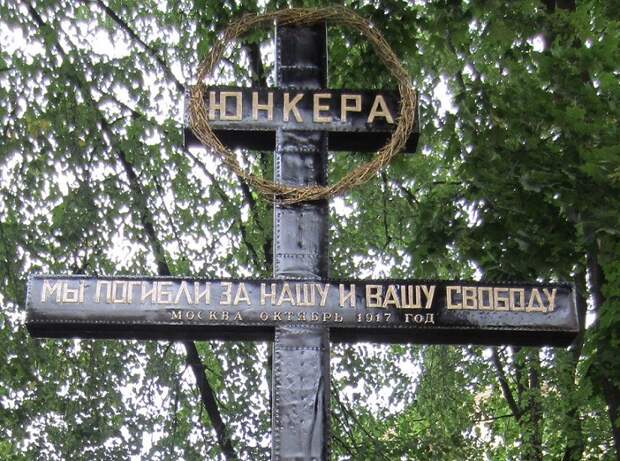 ЮНКЕРА
МЫ ПОГИБЛИ ЗА НАШУ И ВАШУ СВОБОДУ
МОСКВА ОКТЯБРЬ 1917 ГОД